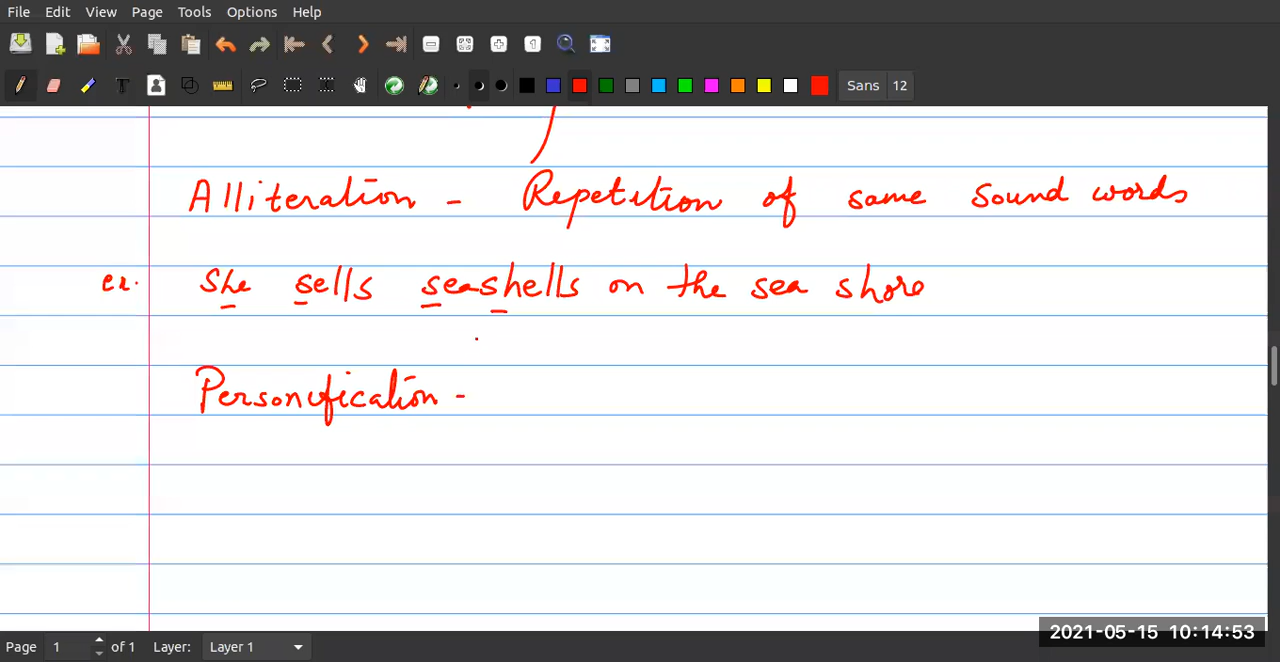 File Edit View Page Tools Options Help
Sans 12
Alliteration - Repetition of same sound words
ex. She sells seashells on the sea shore
Personification -
2021-05-15 10:14:53
Page 1 of 1 Layer: Layer 1